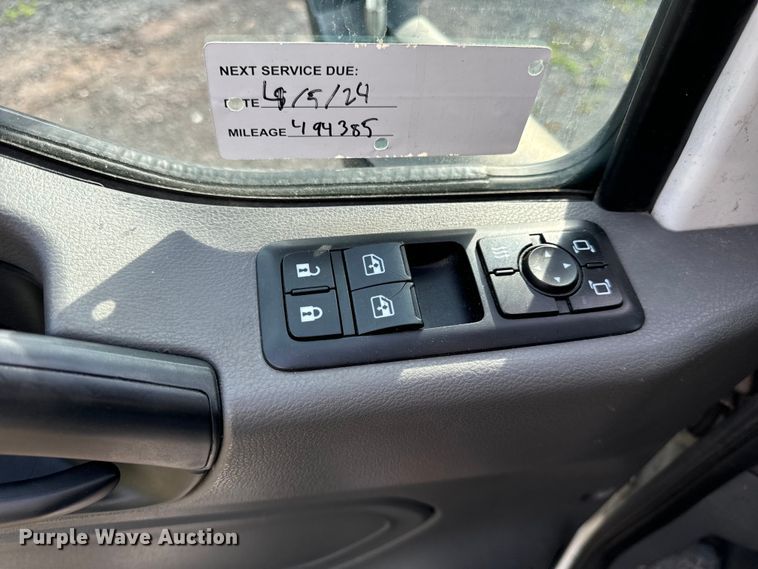 NEXT SERVICE DUE:
DATE 6/5/24
MILEAGE 494385
Purple Wave Auction